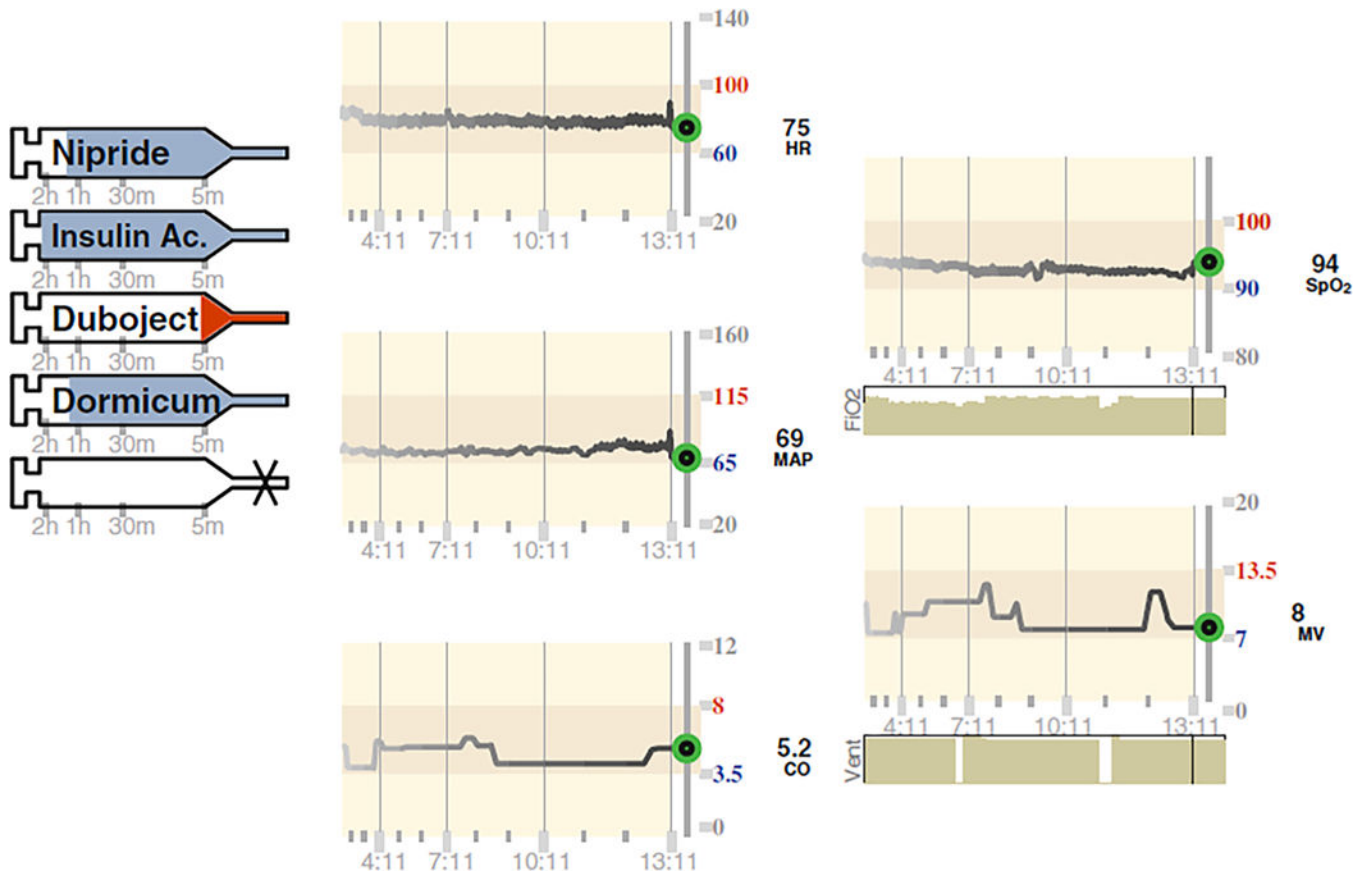 Nipride
2h 1h 30m 5m
Insulin Ac.
2h 1h 30m 5m
Duboject
2h 1h 30m 5m
Dormicum
2h 1h 30m 5m
2h 1h 30m 5m
140
100
60
20
75
HR
4:11 7:11 10:11 13:11
160
115
65
20
69
MAP
4:11 7:11 10:11 13:11
12
8
3.5
0
5.2
CO
4:11 7:11 10:11 13:11
100
90
80
94
SpO₂
4:11 7:11 10:11 13:11
FiO2
20
13.5
7
0
8
MV
4:11 7:11 10:11 13:11
Vent